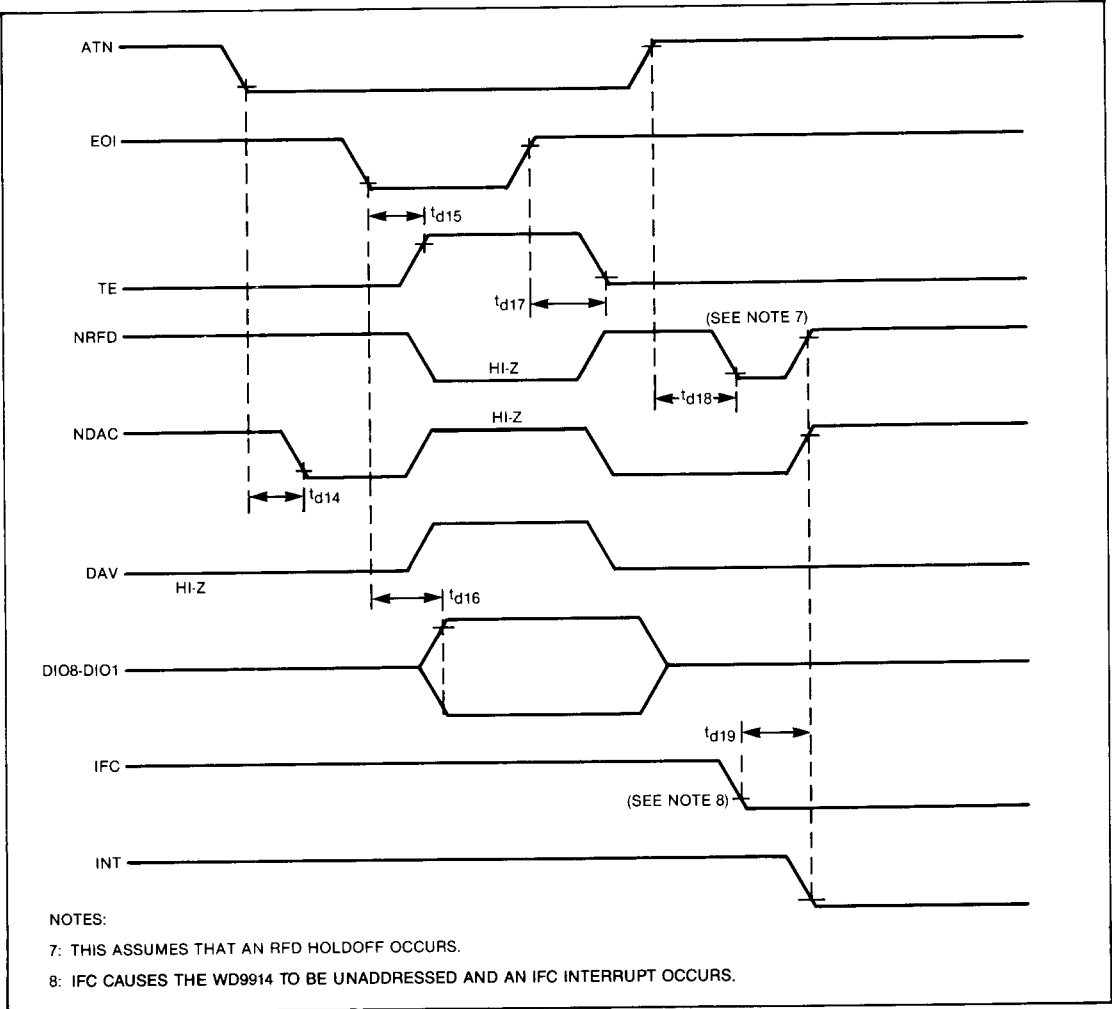 ATN
EOI
td15
TE
td17
NRFD
(SEE NOTE 7)
HI-Z
td18
NDAC
HI-Z
td14
DAV
HI-Z
td16
DIO8-DIO1
td19
IFC
(SEE NOTE 8)
INT
NOTES:
7: THIS ASSUMES THAT AN RFD HOLDOFF OCCURS.
8: IFC CAUSES THE WD9914 TO BE UNADDRESSED AND AN IFC INTERRUPT OCCURS.